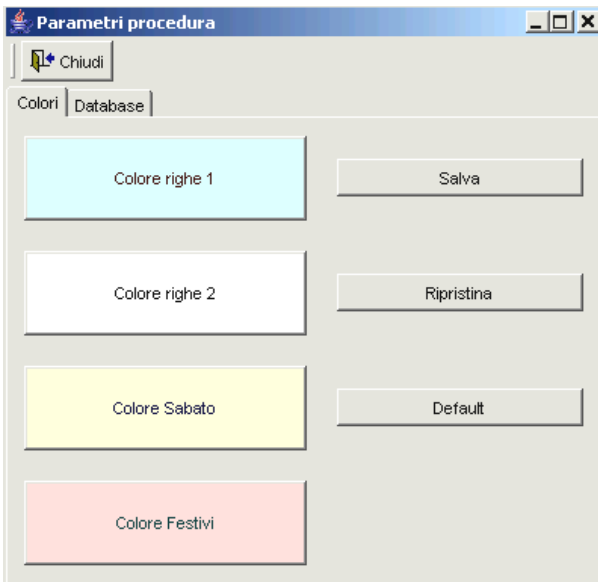 Parametri procedura
Chiudi
Colori Database
Colore righe 1 Salva
Colore righe 2 Ripristina
Colore Sabato Default
Colore Festivi